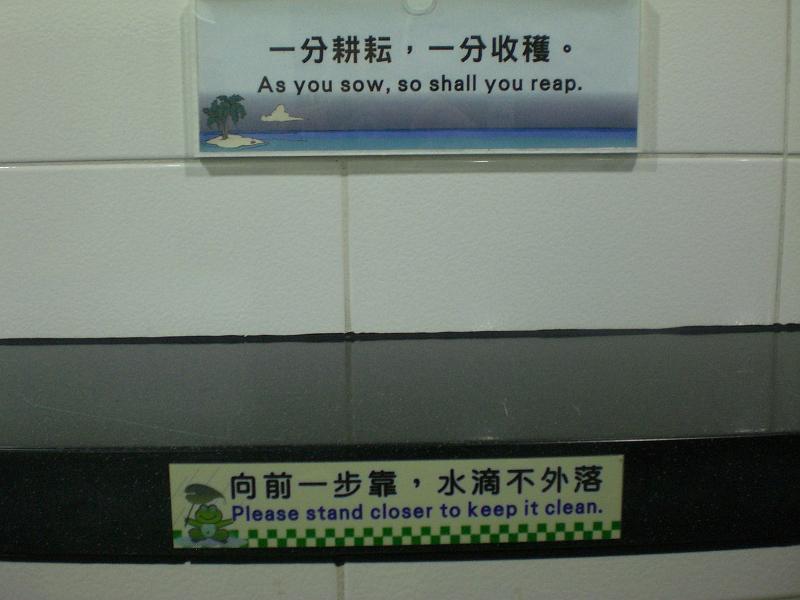 一分耕耘，一分收穫。
As you sow, so shall you reap.
向前一步靠，水滴不外落
Please stand closer to keep it clean.